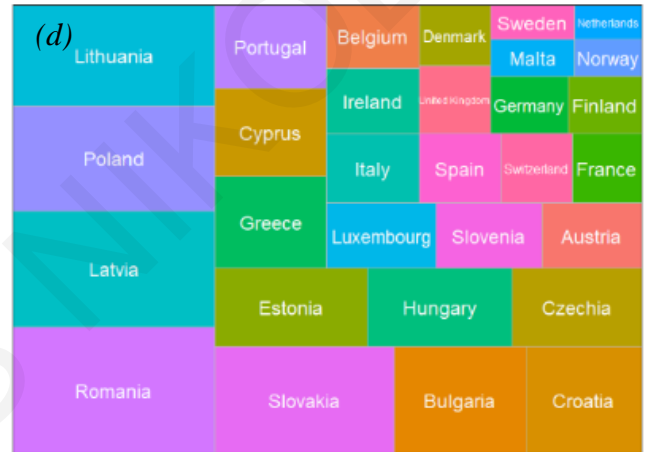 (d)
Lithuania
Poland
Latvia
Romania
Portugal
Cyprus
Greece
Belgium
Denmark
Sweden
Netherlands
Malta
Norway
Ireland
United Kingdom
Germany
Finland
Italy
Spain
Switzerland
France
Luxembourg
Slovenia
Austria
Estonia
Hungary
Czechia
Slovakia
Bulgaria
Croatia
NIKO